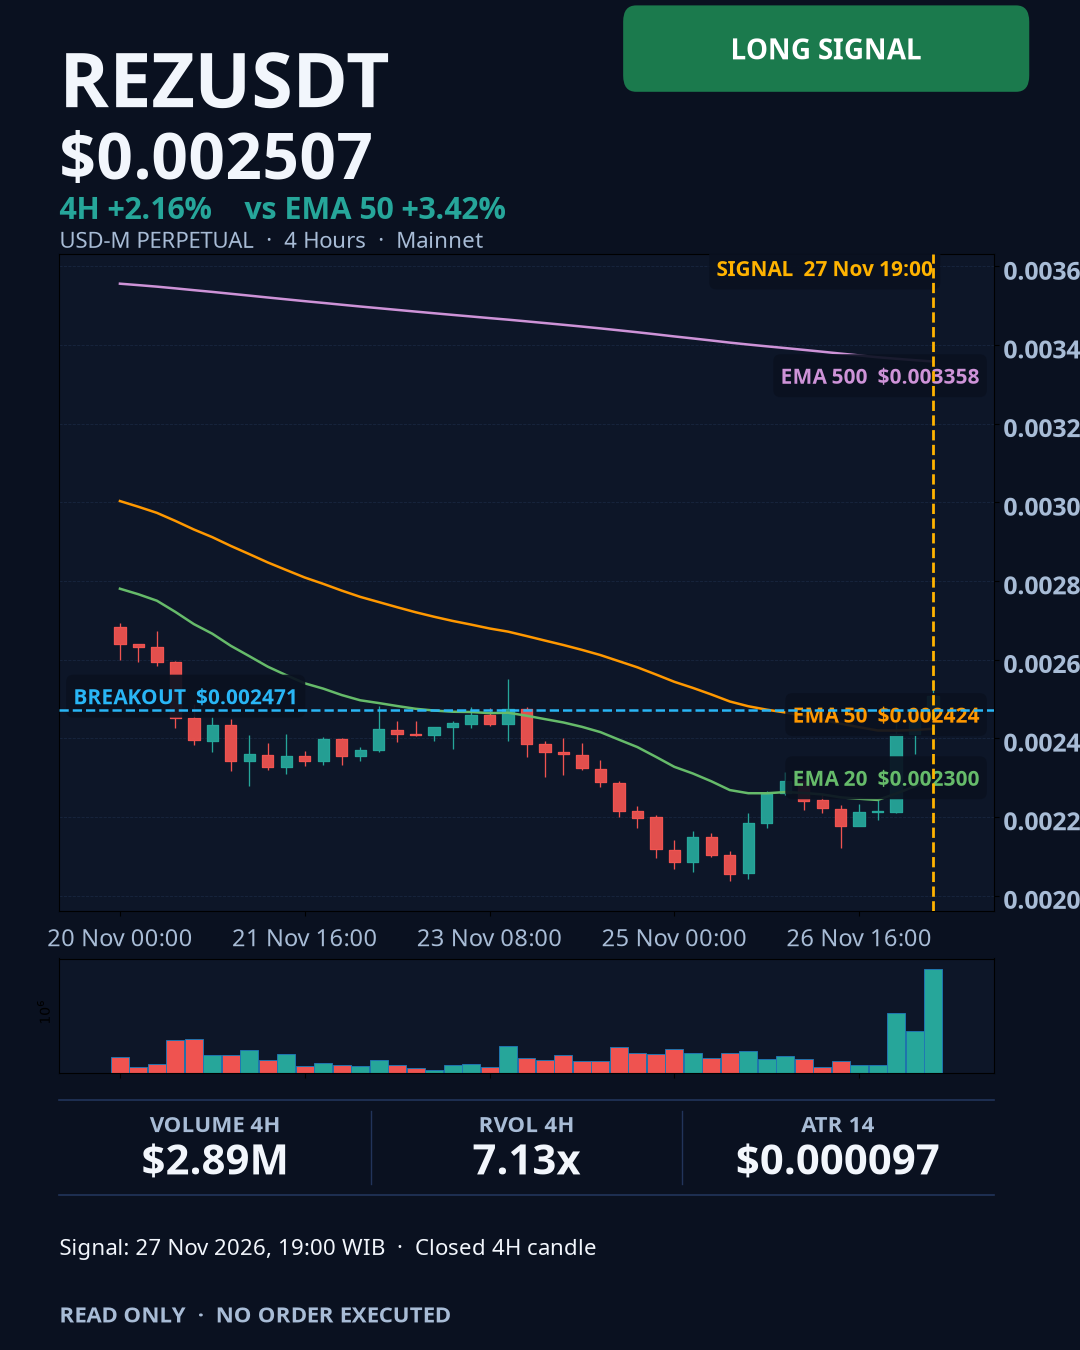 LONG SIGNAL
REZUSDT
$0.002507
4H +2.16% vs EMA 50 +3.42%
USD-M PERPETUAL · 4 Hours · Mainnet
SIGNAL 27 Nov 19:00
0.0036
0.0034
EMA 500 $0.003358
0.0032
0.0030
0.0028
0.0026
BREAKOUT $0.002471
EMA 50 $0.002424
0.0024
EMA 20 $0.002300
0.0022
0.0020
20 Nov 00:00 21 Nov 16:00 23 Nov 08:00 25 Nov 00:00 26 Nov 16:00
10⁶
VOLUME 4H RVOL 4H ATR 14
$2.89M 7.13x $0.000097
Signal: 27 Nov 2026, 19:00 WIB · Closed 4H candle
READ ONLY · NO ORDER EXECUTED